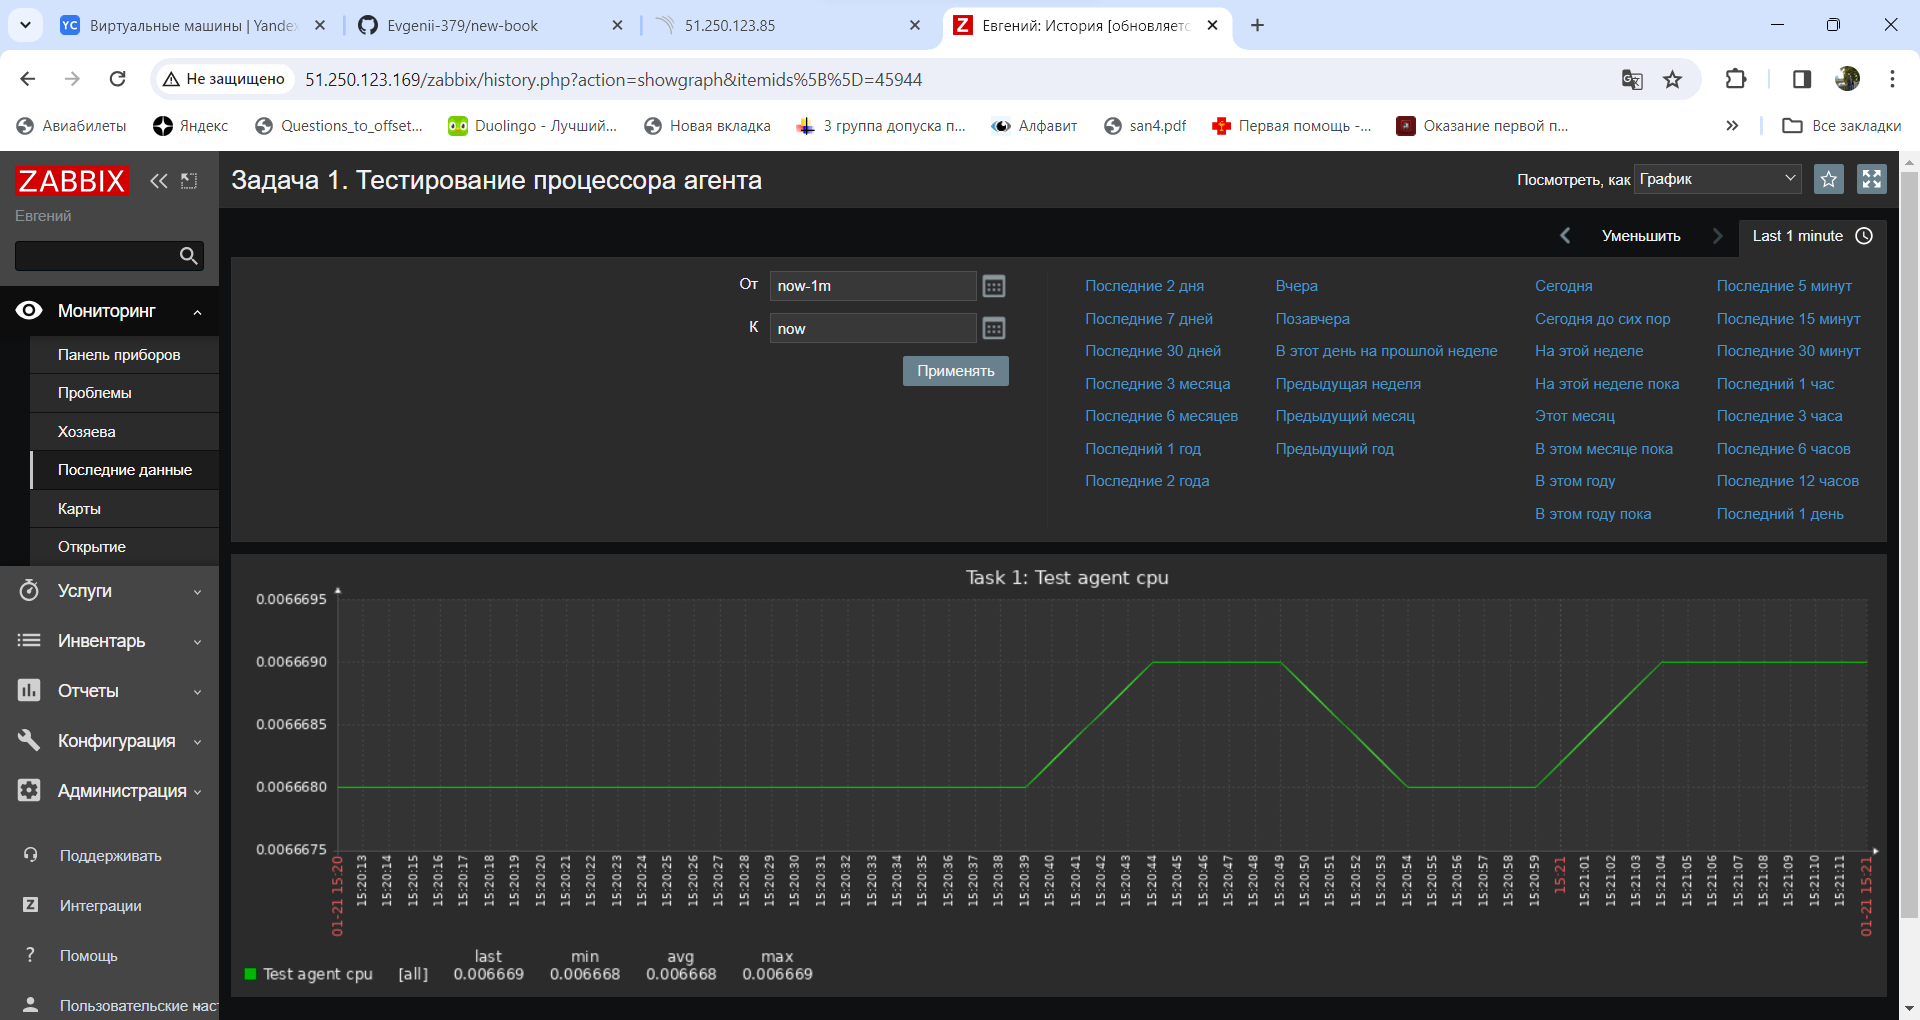 Виртуальные машины | Yande
Evgenii-379/new-book
51.250.123.85
Евгений: История [обновляетс
Не защищено
51.250.123.169/zabbix/history.php?action=showgraph&itemids%5B%5D=45944
Авиабилеты
Яндекс
Questions_to_offset...
Duolingo - Лучший...
Новая вкладка
3 группа допуска п...
Алфавит
san4.pdf
Первая помощь -...
Оказание первой п...
Все закладки
ZABBIX
Евгений
Мониторинг
Панель приборов
Проблемы
Хозяева
Последние данные
Карты
Открытие
Услуги
Инвентарь
Отчеты
Конфигурация
Администрация
Поддерживать
Интеграции
Помощь
Пользовательские наст
Задача 1. Тестирование процессора агента
Посмотреть, как График
Уменьшить
Last 1 minute
От now-1m
К now
Применять
Последние 2 дня Вчера Сегодня Последние 5 минут
Последние 7 дней Позавчера Сегодня до сих пор Последние 15 минут
Последние 30 дней В этот день на прошлой неделе На этой неделе Последние 30 минут
Последние 3 месяца Предыдущая неделя На этой неделе пока Последний 1 час
Последние 6 месяцев Предыдущий месяц Этот месяц Последние 3 часа
Последний 1 год Предыдущий год В этом месяце пока Последние 6 часов
Последние 2 года В этом году Последние 12 часов
В этом году пока Последний 1 день
Task 1: Test agent cpu
0.0066695
0.0066690
0.0066685
0.0066680
0.0066675
01-21 15:20 15:20:13 15:20:14 15:20:15 15:20:16 15:20:17 15:20:18 15:20:19 15:20:20 15:20:21 15:20:22 15:20:23 15:20:24 15:20:25 15:20:26 15:20:27 15:20:28 15:20:29 15:20:30 15:20:31 15:20:32 15:20:33 15:20:34 15:20:35 15:20:36 15:20:37 15:20:38 15:20:39 15:20:40 15:20:41 15:20:42 15:20:43 15:20:44 15:20:45 15:20:46 15:20:47 15:20:48 15:20:49 15:20:50 15:20:51 15:20:52 15:20:53 15:20:54 15:20:55 15:20:56 15:20:57 15:20:58 15:20:59 15:21 15:21:01 15:21:02 15:21:03 15:21:04 15:21:05 15:21:06 15:21:07 15:21:08 15:21:09 15:21:10 15:21:11 01-21 15:21
last min avg max
Test agent cpu [all] 0.006669 0.006668 0.006668 0.006669